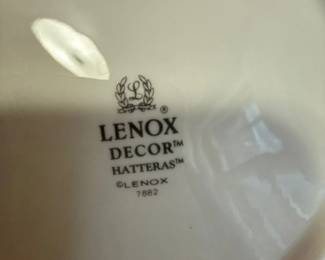 L
®
LENOX
DECOR™
HATTERAS™
©LENOX
7882